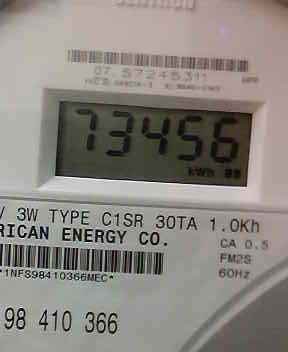 07.57245311
73456
kWh
V 3W TYPE C1SR 30TA 1.0Kh
RICAN ENERGY CO.
CA 0.5
FM2S
60Hz
*1NFS98410366MEC*
98 410 366